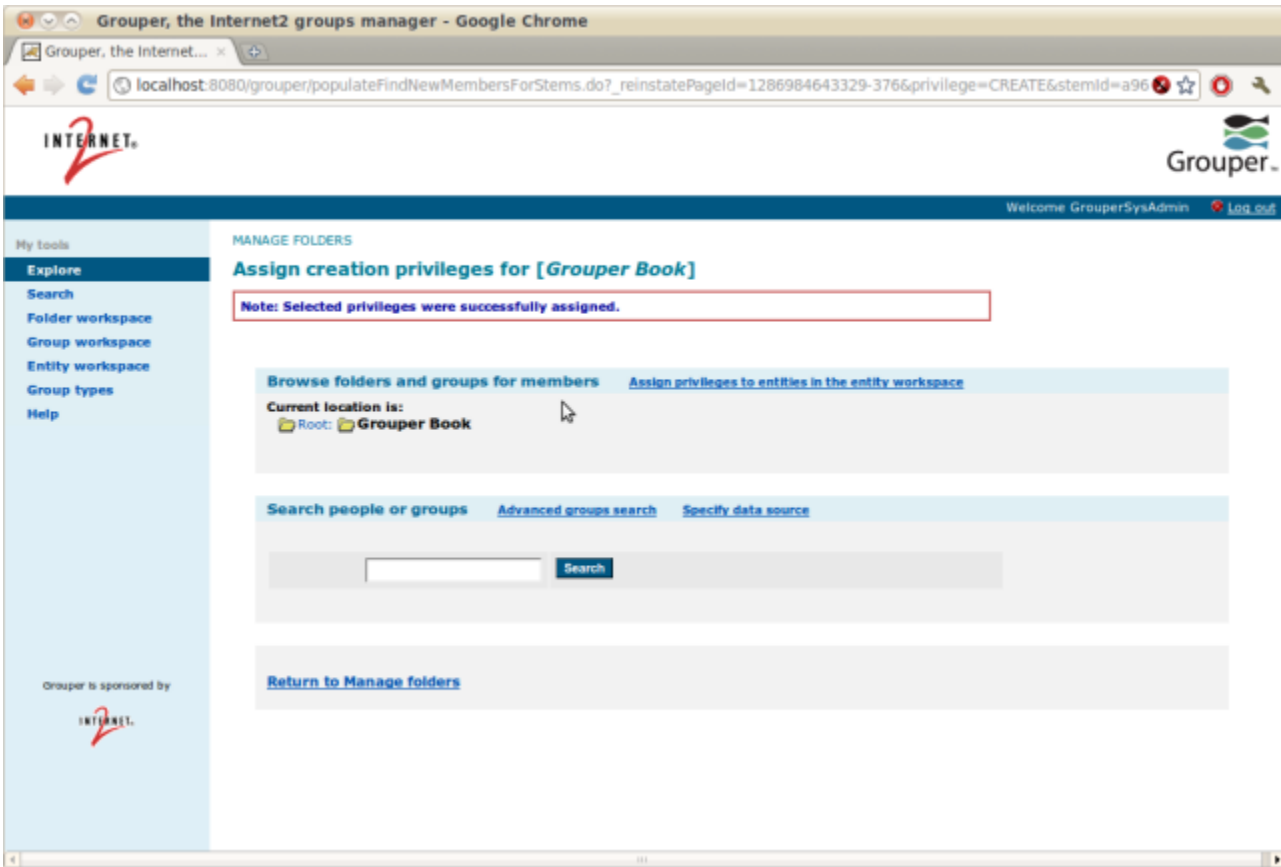 Grouper, the Internet2 groups manager - Google Chrome
Grouper, the Internet...
localhost:8080/grouper/populateFindNewMembersForStems.do?_reinstatePageId=1286984643329-376&privilege=CREATE&stemId=a96
INTERNET® 2
Grouper™
Welcome GrouperSysAdmin Log out
My tools
Explore
Search
Folder workspace
Group workspace
Entity workspace
Group types
Help
MANAGE FOLDERS
Assign creation privileges for [Grouper Book]
Note: Selected privileges were successfully assigned.
Browse folders and groups for members Assign privileges to entities in the entity workspace
Current location is:
Root: Grouper Book
Search people or groups Advanced groups search Specify data source
Search
Return to Manage folders
Grouper is sponsored by
INTERNET® 2